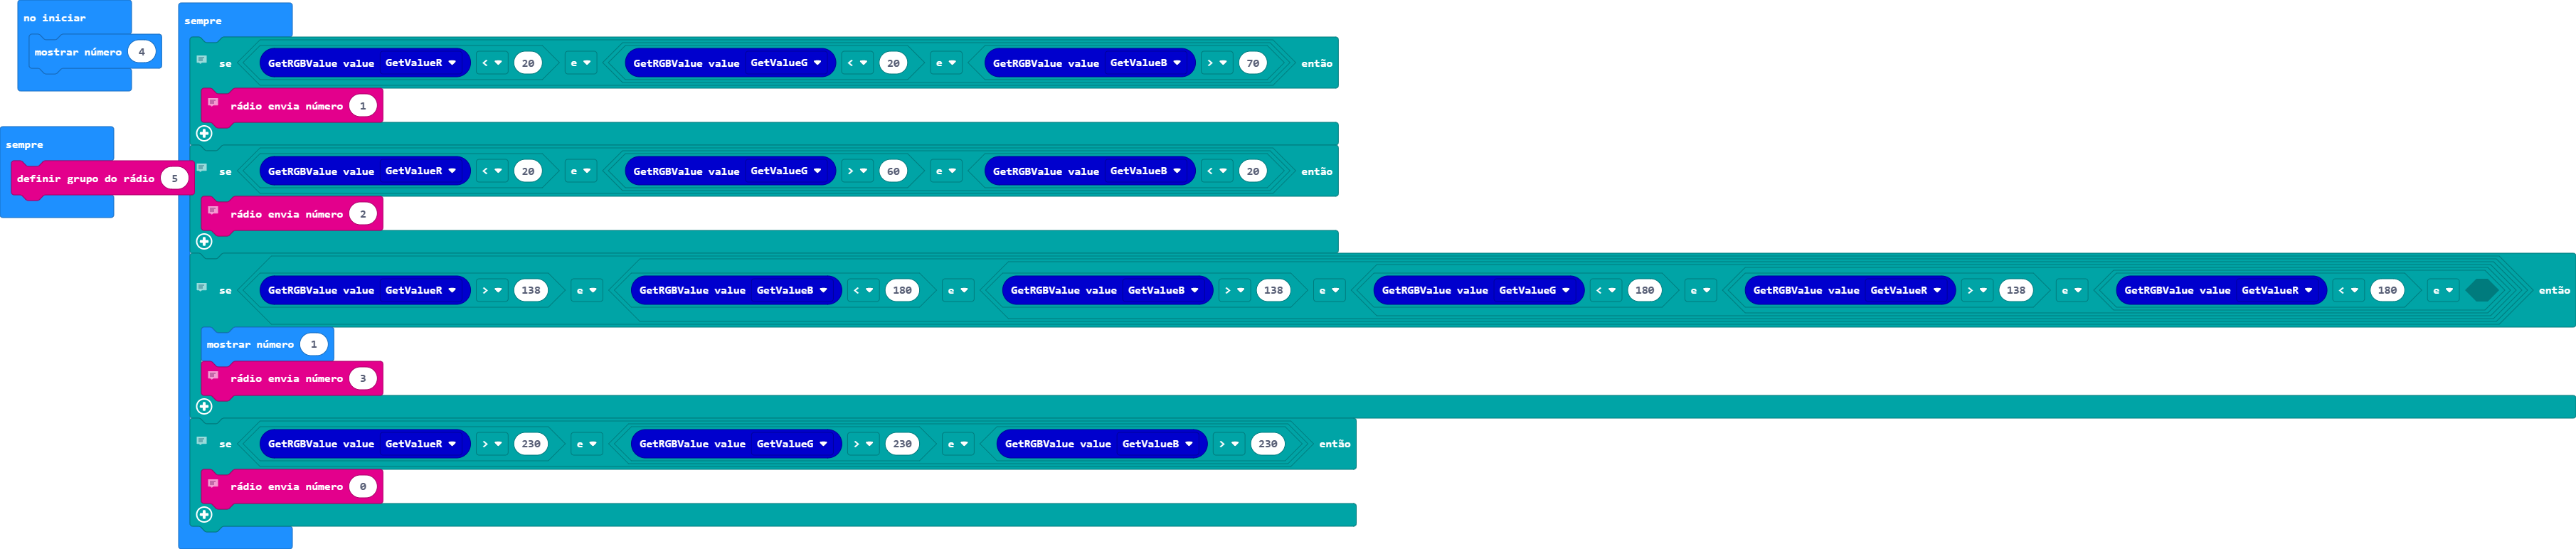 no iniciar
mostrar número 4
sempre
definir grupo do rádio 5
sempre
se GetRGBValue value GetValueR < 20 e GetRGBValue value GetValueG < 20 e GetRGBValue value GetValueB > 70 então
rádio envia número 1
se GetRGBValue value GetValueR < 20 e GetRGBValue value GetValueG > 60 e GetRGBValue value GetValueB < 20 então
rádio envia número 2
se GetRGBValue value GetValueR > 138 e GetRGBValue value GetValueB < 180 e GetRGBValue value GetValueB > 138 e GetRGBValue value GetValueG < 180 e GetRGBValue value GetValueR > 138 e GetRGBValue value GetValueR < 180 e então
mostrar número 1
rádio envia número 3
se GetRGBValue value GetValueR > 230 e GetRGBValue value GetValueG > 230 e GetRGBValue value GetValueB > 230 então
rádio envia número 0